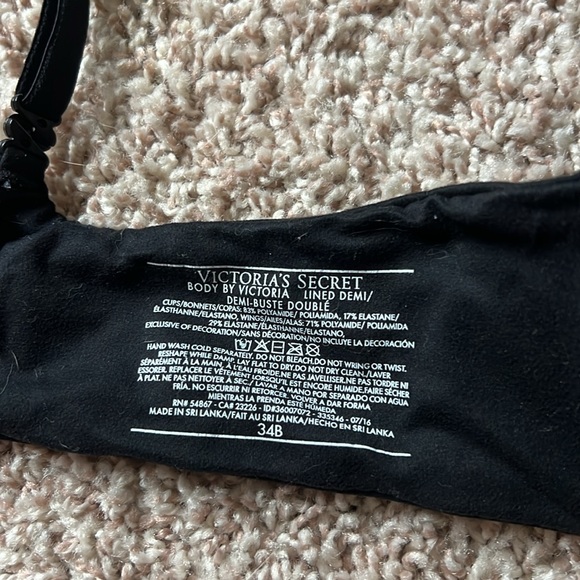 VICTORIA'S SECRET
BODY BY VICTORIA LINED DEMI/
DEMI-BUSTE DOUBLÉ
CUPS/BONNETS/COPAS: 83% POLYAMIDE/ POLIAMIDA, 17% ELASTANE/
ÉLASTHANNE/ELASTANO, WINGS/AILES/ALAS: 71% POLYAMIDE/ POLIAMIDA,
29% ELASTANE/ÉLASTHANNE/ELASTANO,
EXCLUSIVE OF DECORATION/SANS DÉCORATION/NO INCLUYE LA DECORACIÓN
HAND WASH COLD SEPARATELY. DO NOT BLEACH.DO NOT WRING OR TWIST.
RESHAPE WHILE DAMP. LAY FLAT TO DRY.DO NOT DRY CLEAN./LAVER
SÉPARÉMENT À LA MAIN, À L'EAU FROIDE.NE PAS JAVELLISER.NE PAS TORDRE NI
ESSORER. REPLACER LE VÊTEMENT LORSQU'IL EST ENCORE HUMIDE.FAIRE SÉCHER
À PLAT. NE PAS NETTOYER À SEC./ LAVAR A MANO POR SEPARADO CON AGUA
FRÍA. NO ESCURRIR NI RETORCER. VOLVER A DAR FORMA
MIENTRAS LA PRENDA ESTÉ HÚMEDA
RN# 54867 - CA# 23226 - ID#36007072 - 335346 - 07/16
MADE IN SRI LANKA/FAIT AU SRI LANKA/HECHO EN SRI LANKA
34B